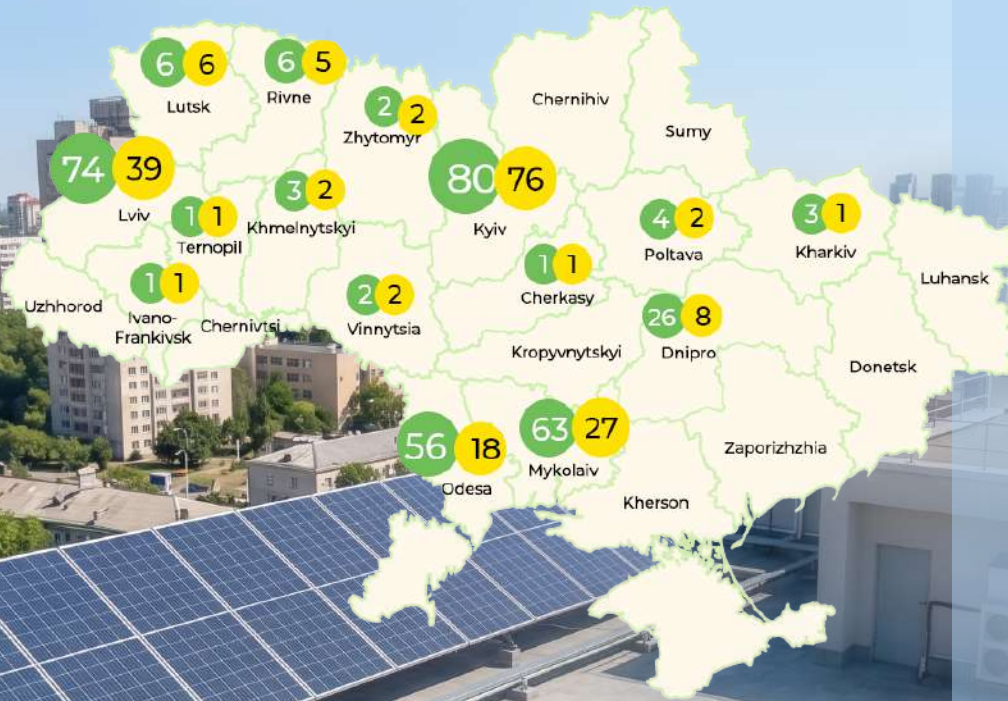 6 6
Lutsk
6 5
Rivne
2 2
Zhytomyr
Chernihiv
Sumy
74 39
Lviv
1 1
Ternopil
3 2
Khmelnytskyi
80 76
Kyiv
4 2
Poltava
3 1
Kharkiv
Luhansk
Uzhhorod
1 1
Ivano-
Frankivsk
Chernivtsi
2 2
Vinnytsia
1 1
Cherkasy
Kropyvnytskyi
26 8
Dnipro
Donetsk
56 18
Odesa
63 27
Mykolaiv
Kherson
Zaporizhzhia